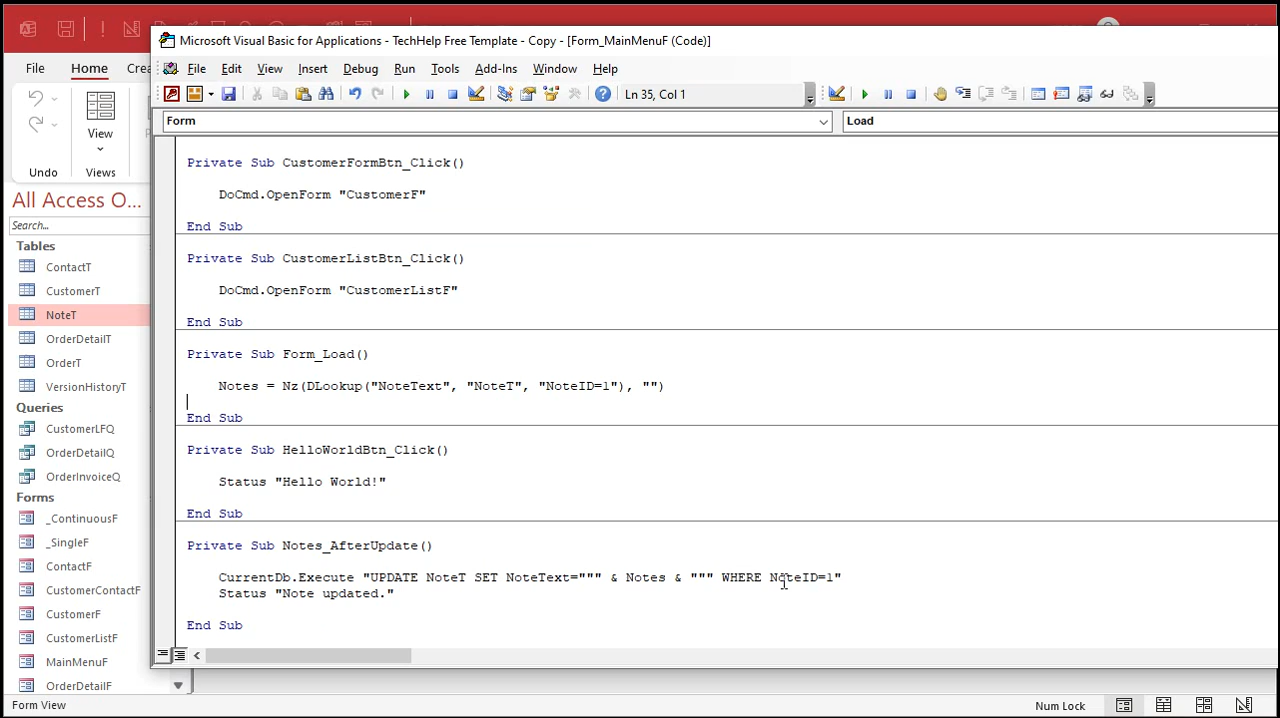 Microsoft Visual Basic for Applications - TechHelp Free Template - Copy - [Form_MainMenuF (Code)]
File Home Crea
File Edit View Insert Format Debug Run Tools Add-Ins Window Help
Ln 35, Col 1
Form Load
View
Undo Views
All Access O...
Search...
Tables
ContactT
CustomerT
NoteT
OrderDetailT
OrderT
VersionHistoryT
Queries
CustomerLFQ
OrderDetailQ
OrderInvoiceQ
Forms
_ContinuousF
_SingleF
ContactF
CustomerContactF
CustomerF
CustomerListF
MainMenuF
OrderDetailF
Private Sub CustomerFormBtn_Click()
DoCmd.OpenForm "CustomerF"
End Sub
Private Sub CustomerListBtn_Click()
DoCmd.OpenForm "CustomerListF"
End Sub
Private Sub Form_Load()
Notes = Nz(DLookup("NoteText", "NoteT", "NoteID=1"), "")
End Sub
Private Sub HelloWorldBtn_Click()
Status "Hello World!"
End Sub
Private Sub Notes_AfterUpdate()
CurrentDb.Execute "UPDATE NoteT SET NoteText=""" & Notes & """ WHERE NoteID=1"
Status "Note updated."
End Sub
Form View Num Lock